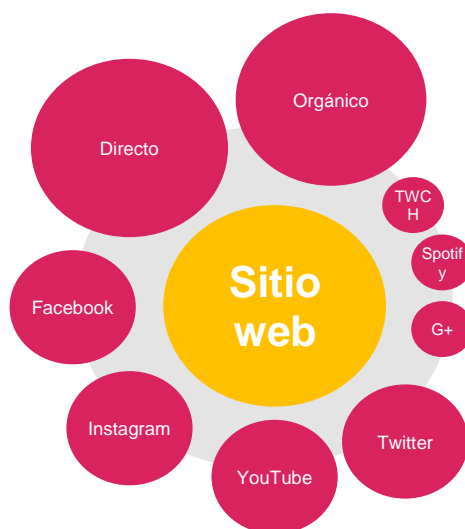 Orgánico
Directo
TWC
H
Spotif
y
Sitio
web
Facebook
G+
Instagram
Twitter
YouTube